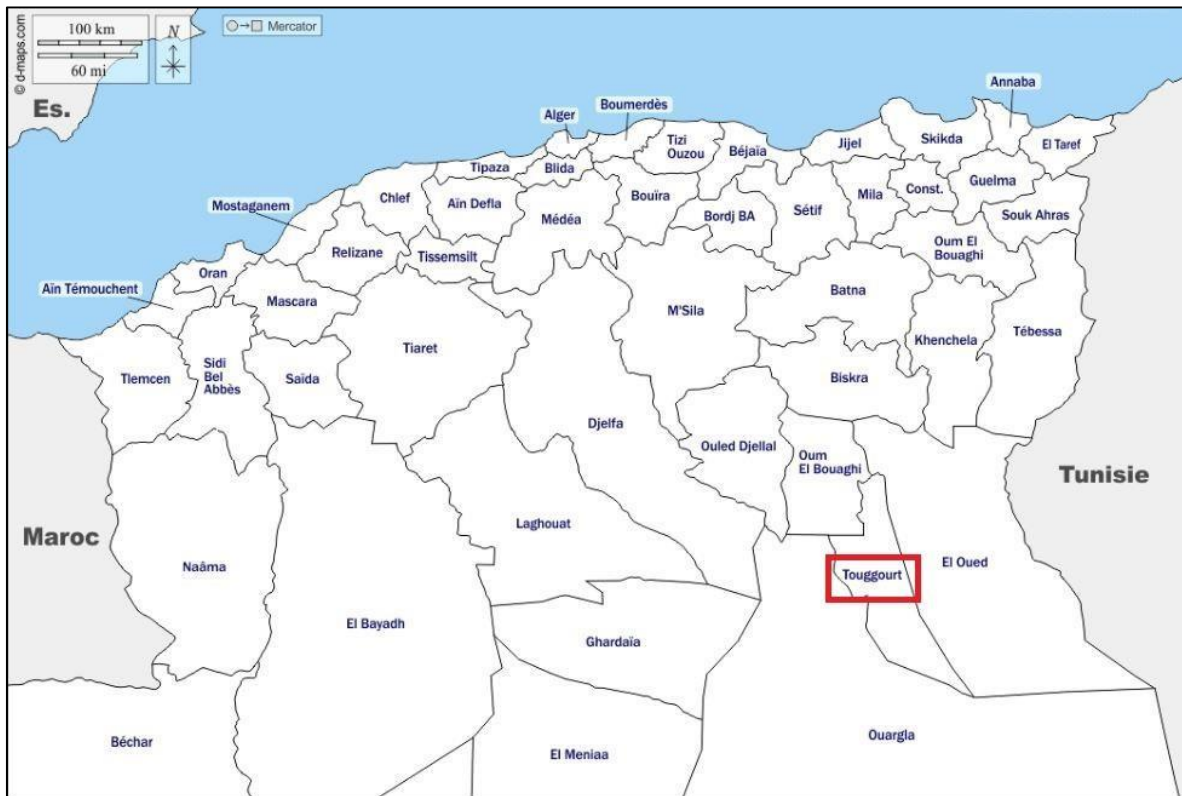 © d-maps.com
100 km
60 mi
N
Mercator
Es.
Annaba
Boumerdès
Alger
Tizi
Ouzou
Béjaïa
Jijel
Skikda
El Taref
Tipaza
Blida
Chlef
Aïn Defla
Médéa
Bouïra
Bordj BA
Sétif
Mila
Const.
Guelma
Souk Ahras
Mostaganem
Relizane
Tissemsilt
Oum El
Bouaghi
Oran
Aïn Témouchent
Mascara
M'Sila
Batna
Khenchela
Tébessa
Tlemcen
Sidi
Bel
Abbès
Saïda
Tiaret
Biskra
Djelfa
Ouled Djellal
Oum
El Bouaghi
Tunisie
Maroc
Naâma
Laghouat
Touggourt
El Oued
El Bayadh
Ghardaïa
Béchar
El Meniaa
Ouargla